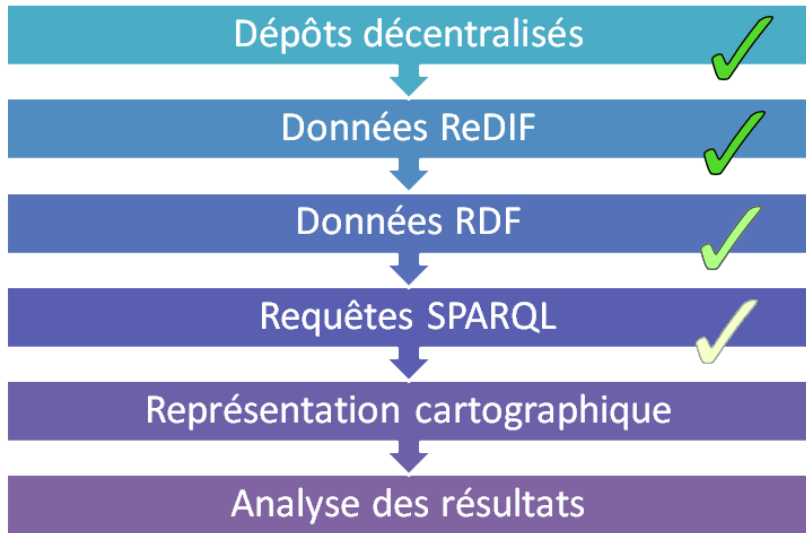 Dépôts décentralisés
Données ReDIF
Données RDF
Requêtes SPARQL
Représentation cartographique
Analyse des résultats